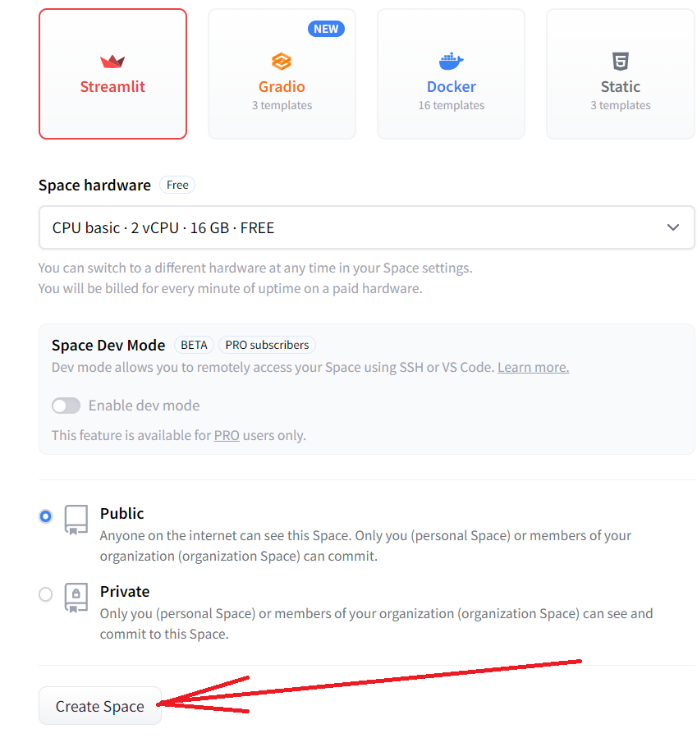 NEW
Streamlit
Gradio
3 templates
Docker
16 templates
Static
3 templates
Space hardware Free
CPU basic · 2 vCPU · 16 GB · FREE
You can switch to a different hardware at any time in your Space settings.
You will be billed for every minute of uptime on a paid hardware.
Space Dev Mode BETA PRO subscribers
Dev mode allows you to remotely access your Space using SSH or VS Code. Learn more.
Enable dev mode
This feature is available for PRO users only.
Public
Anyone on the internet can see this Space. Only you (personal Space) or members of your
organization (organization Space) can commit.
Private
Only you (personal Space) or members of your organization (organization Space) can see and
commit to this Space.
Create Space